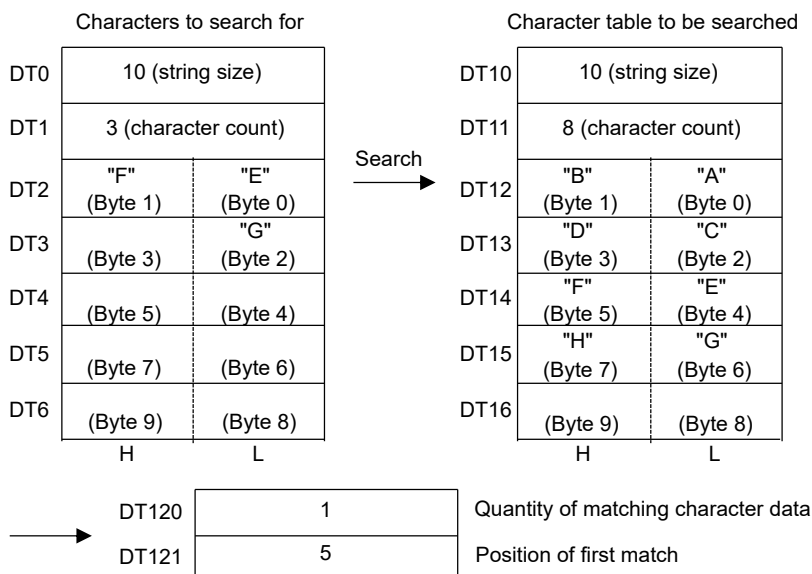 Characters to search for
Character table to be searched
DT0
10 (string size)
DT10
10 (string size)
DT1
3 (character count)
DT11
8 (character count)
Search
DT2
"F"
(Byte 1)
"E"
(Byte 0)
DT12
"B"
(Byte 1)
"A"
(Byte 0)
DT3
(Byte 3)
"G"
(Byte 2)
DT13
"D"
(Byte 3)
"C"
(Byte 2)
DT4
(Byte 5)
(Byte 4)
DT14
"F"
(Byte 5)
"E"
(Byte 4)
DT5
(Byte 7)
(Byte 6)
DT15
"H"
(Byte 7)
"G"
(Byte 6)
DT6
(Byte 9)
(Byte 8)
DT16
(Byte 9)
(Byte 8)
H
L
H
L
DT120
1
Quantity of matching character data
DT121
5
Position of first match